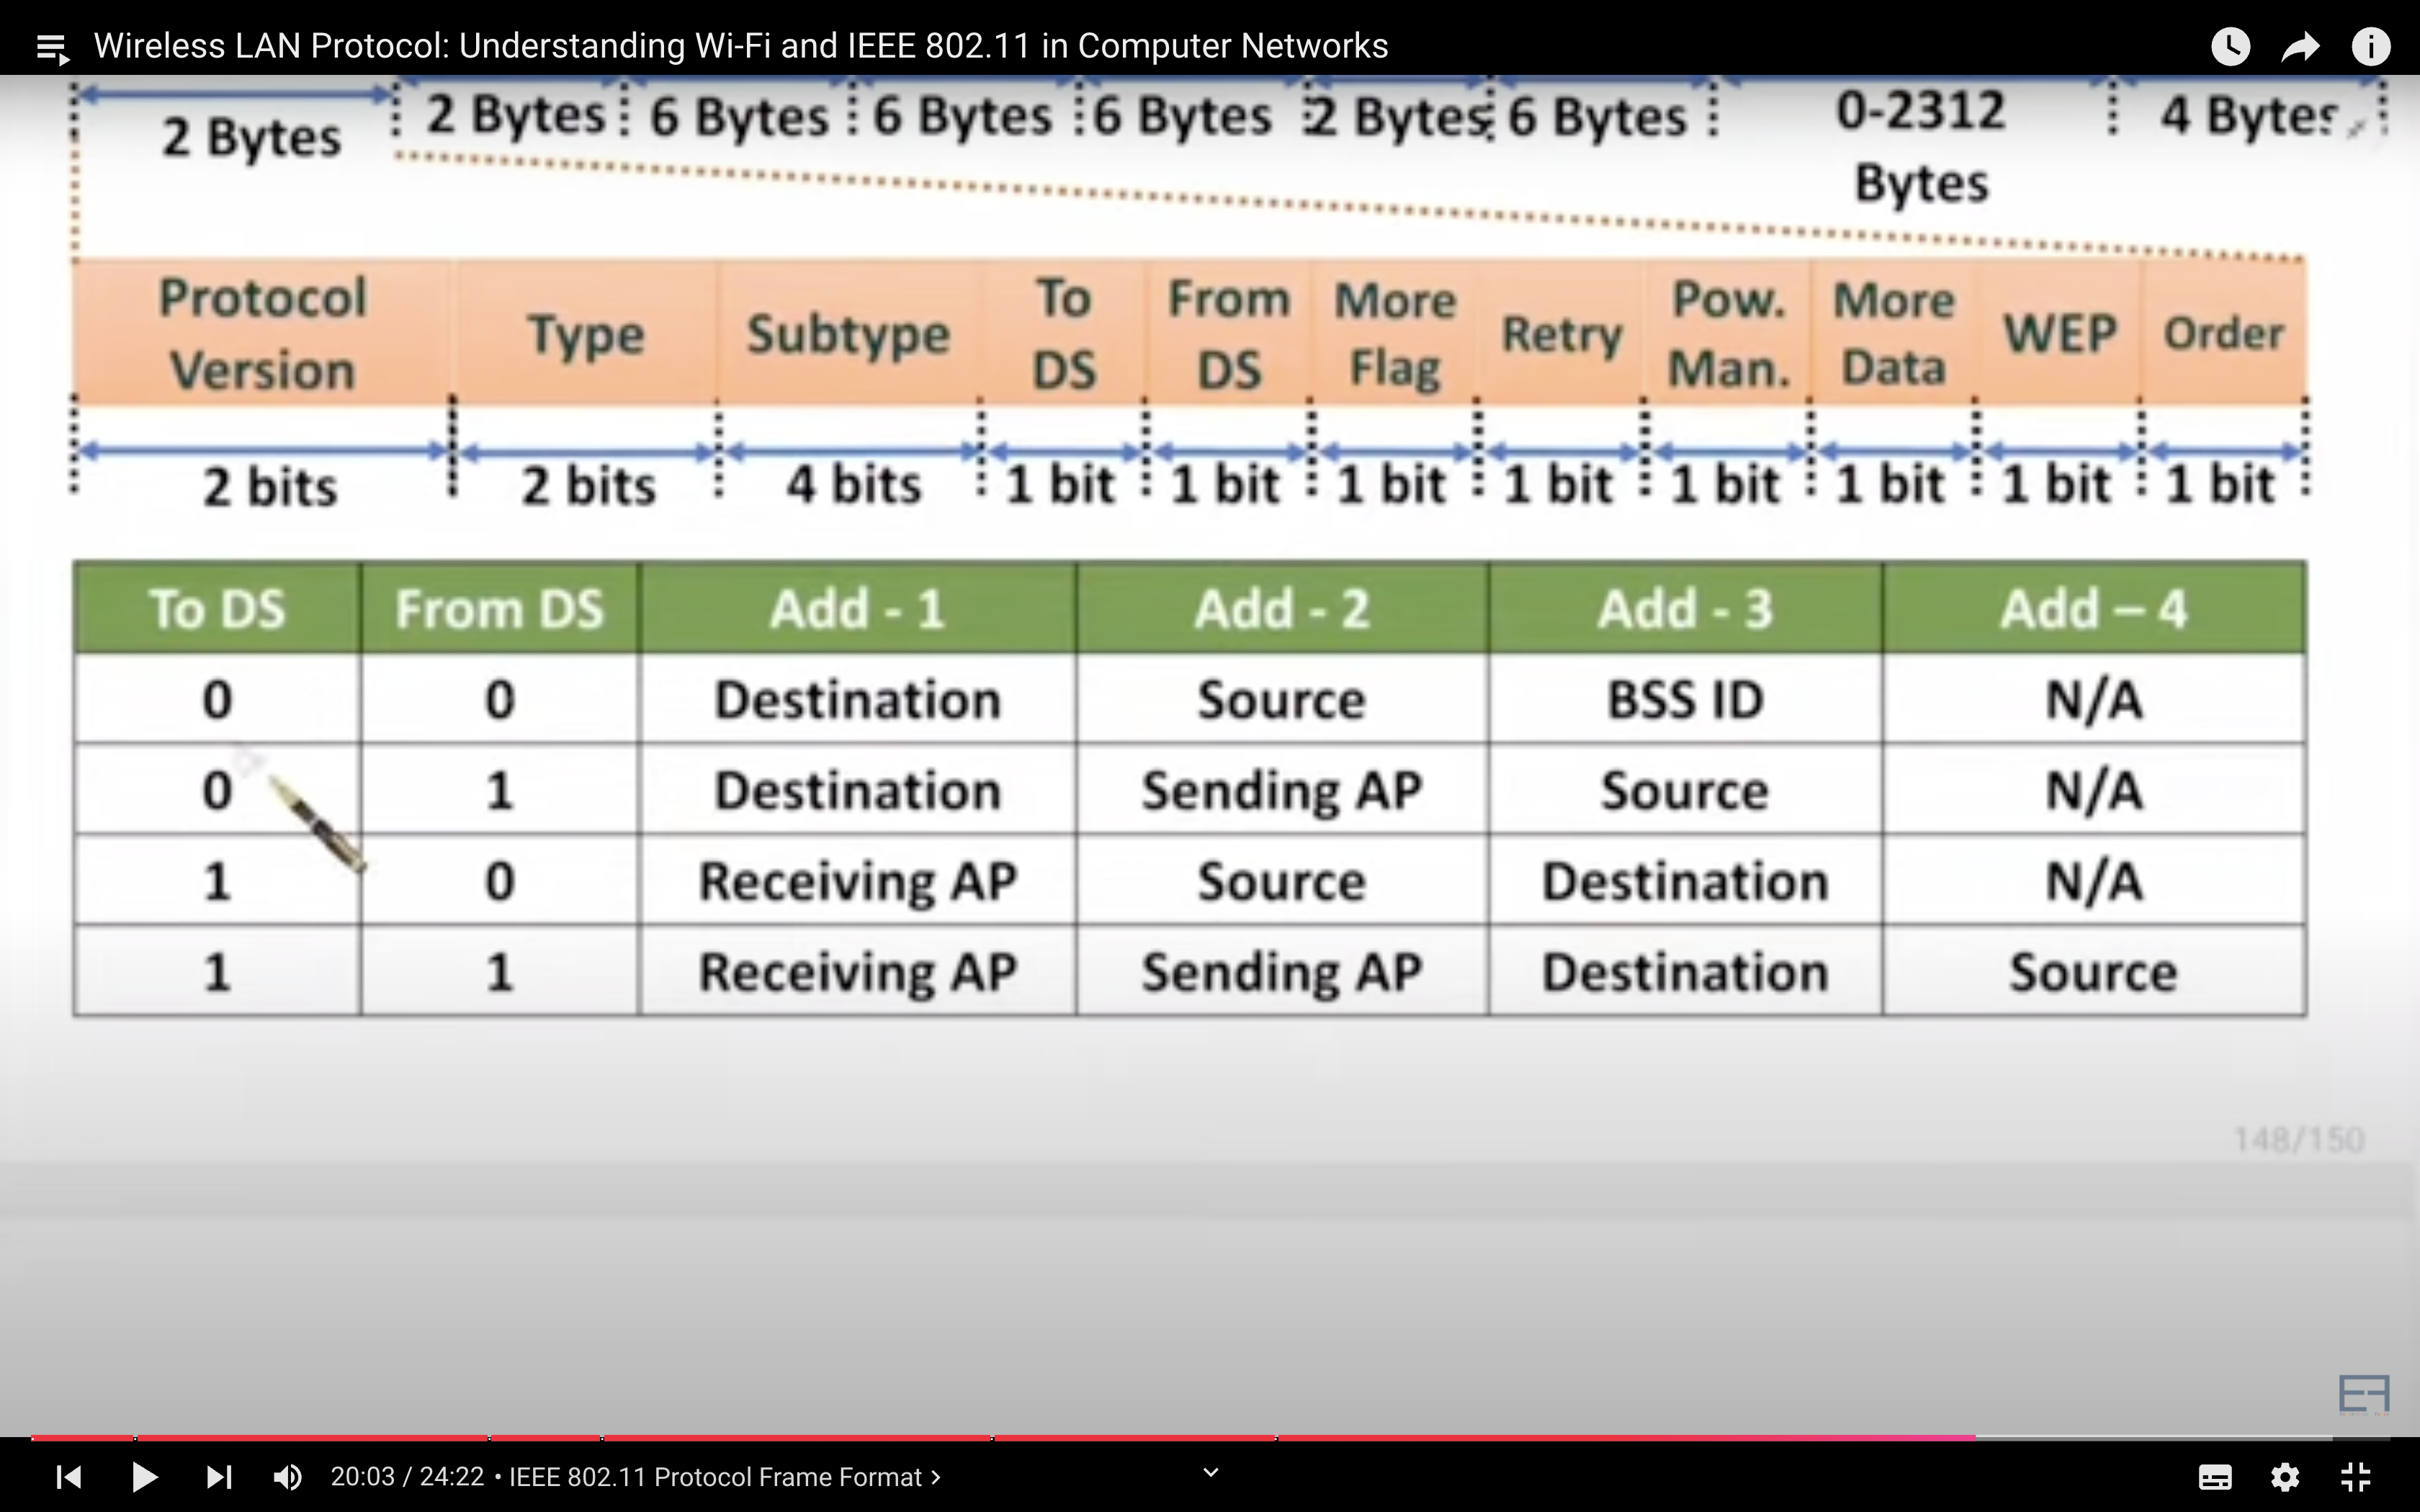 Wireless LAN Protocol: Understanding Wi-Fi and IEEE 802.11 in Computer Networks
2 Bytes 2 Bytes 6 Bytes 6 Bytes 6 Bytes 2 Bytes 6 Bytes 0-2312 Bytes 4 Bytes
Protocol Version Type Subtype To DS From DS More Flag Retry Pow. Man. More Data WEP Order
2 bits 2 bits 4 bits 1 bit 1 bit 1 bit 1 bit 1 bit 1 bit 1 bit 1 bit
To DS From DS Add - 1 Add - 2 Add - 3 Add – 4
0 0 Destination Source BSS ID N/A
0 1 Destination Sending AP Source N/A
1 0 Receiving AP Source Destination N/A
1 1 Receiving AP Sending AP Destination Source
148/150
20:03 / 24:22 • IEEE 802.11 Protocol Frame Format ›